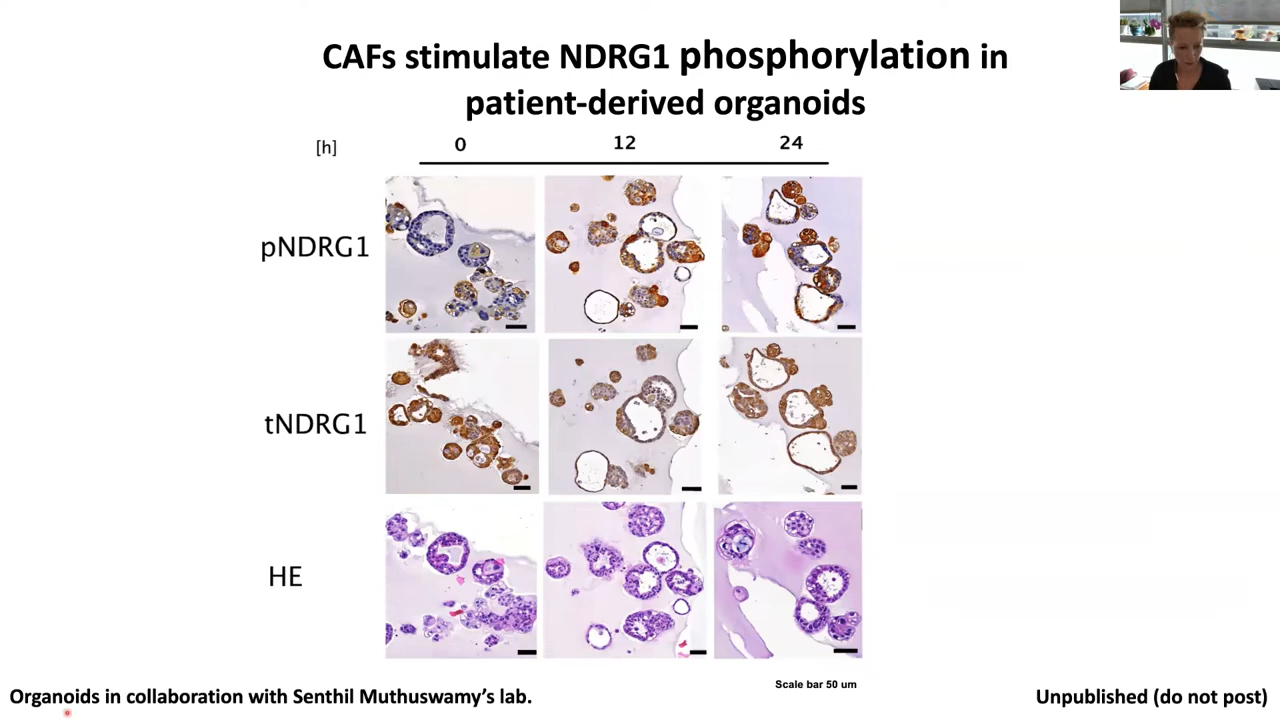 CAFs stimulate NDRG1 phosphorylation in
patient-derived organoids
[h] 0 12 24
pNDRG1
tNDRG1
HE
Scale bar 50 um
Organoids in collaboration with Senthil Muthuswamy's lab.
Unpublished (do not post)